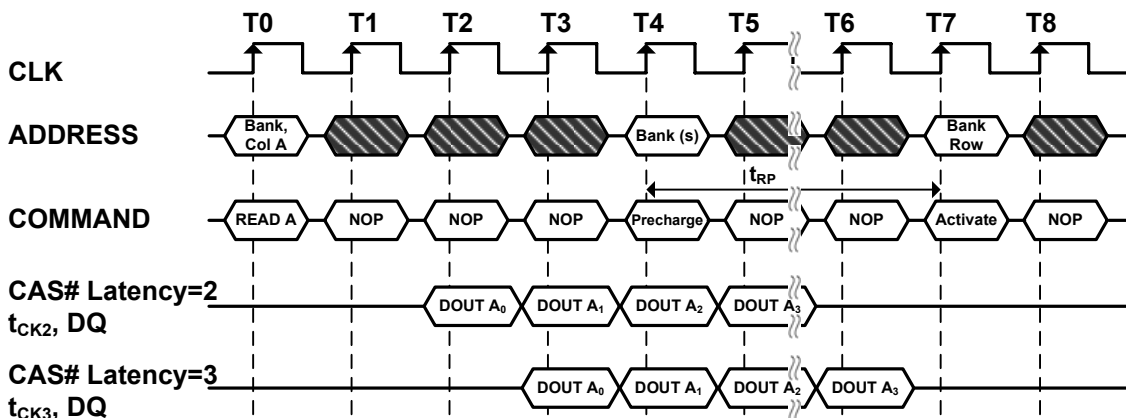 T0 T1 T2 T3 T4 T5 T6 T7 T8
CLK
ADDRESS Bank, Col A Bank (s) Bank Row
tRP
COMMAND READ A NOP NOP NOP Precharge NOP NOP Activate NOP
CAS# Latency=2
tCK2, DQ DOUT A0 DOUT A1 DOUT A2 DOUT A3
CAS# Latency=3
tCK3, DQ DOUT A0 DOUT A1 DOUT A2 DOUT A3